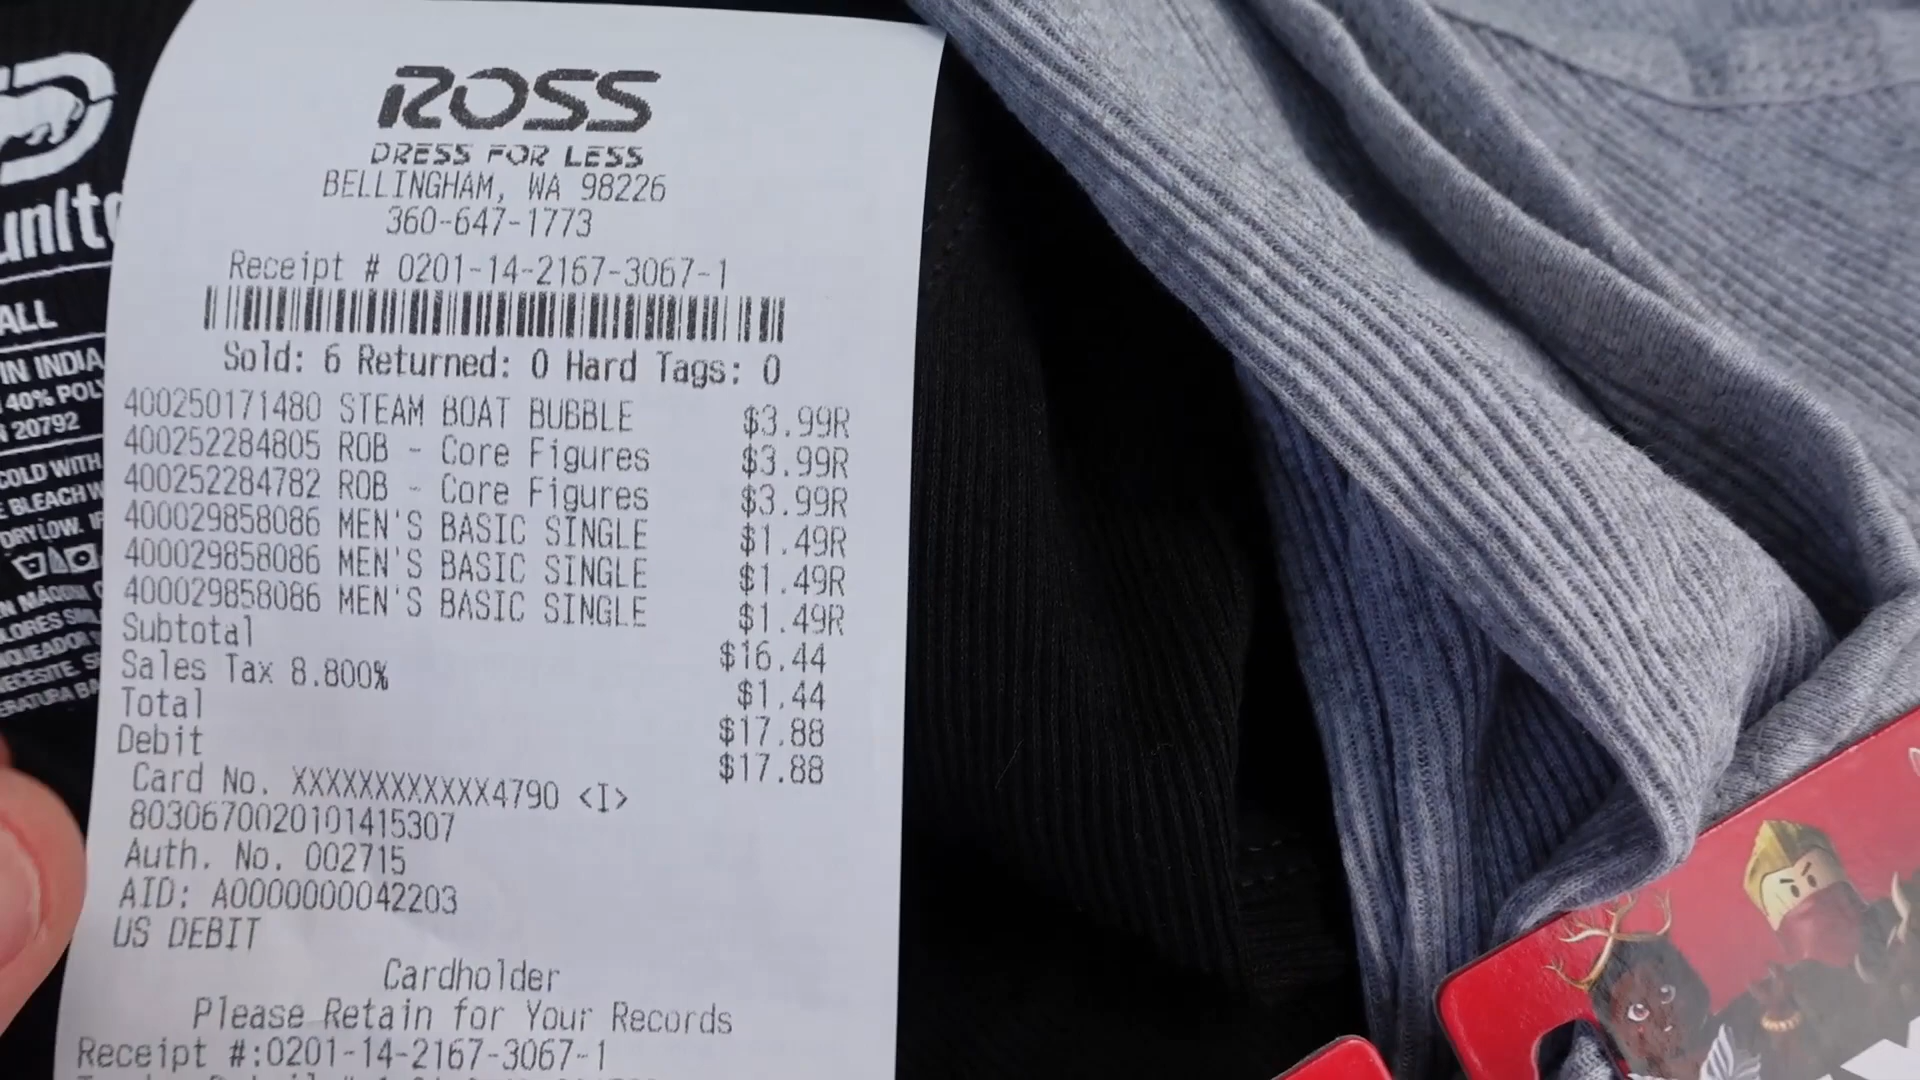 ROSS
DRESS FOR LESS
BELLINGHAM, WA 98226
360-647-1773
Receipt # 0201-14-2167-3067-1
Sold: 6 Returned: 0 Hard Tags: 0
400250171480 STEAM BOAT BUBBLE $3.99R
400252284805 ROB - Core Figures $3.99R
400252284782 ROB - Core Figures $3.99R
400029858086 MEN'S BASIC SINGLE $1.49R
400029858086 MEN'S BASIC SINGLE $1.49R
400029858086 MEN'S BASIC SINGLE $1.49R
Subtotal $16.44
Sales Tax 8.800% $1.44
Total $17.88
Debit $17.88
Card No. XXXXXXXXXXXX4790 <I>
8030670020101415307
Auth. No. 002715
AID: A0000000042203
US DEBIT
Cardholder
Please Retain for Your Records
Receipt #:0201-14-2167-3067-1
IN INDIA
40% POL
20792
COLD WITH
BLEACH W
DRY LOW.